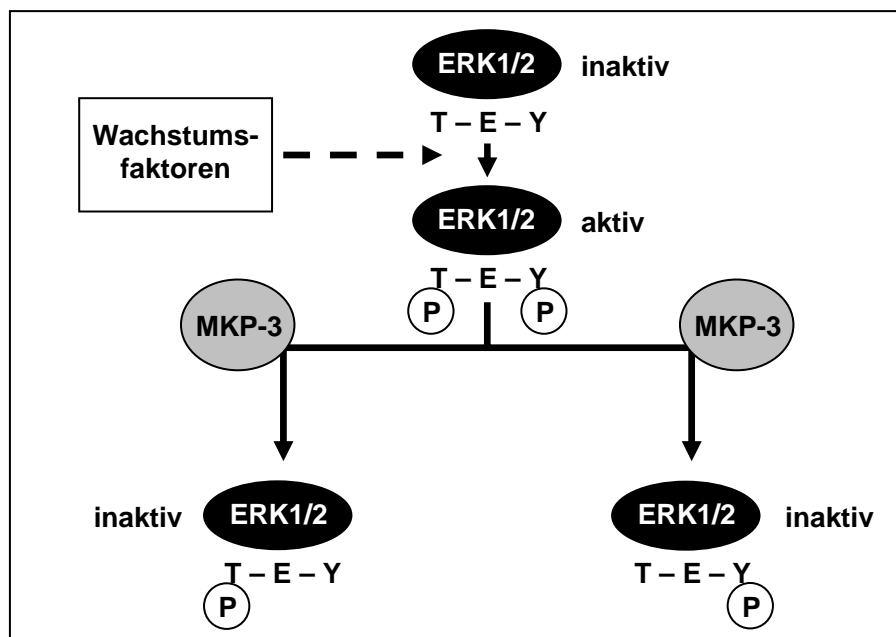 ERK1/2 inaktiv
T – E – Y
Wachstums-
faktoren
ERK1/2 aktiv
T – E – Y
P P
MKP-3 MKP-3
inaktiv ERK1/2 ERK1/2 inaktiv
T – E – Y T – E – Y
P P